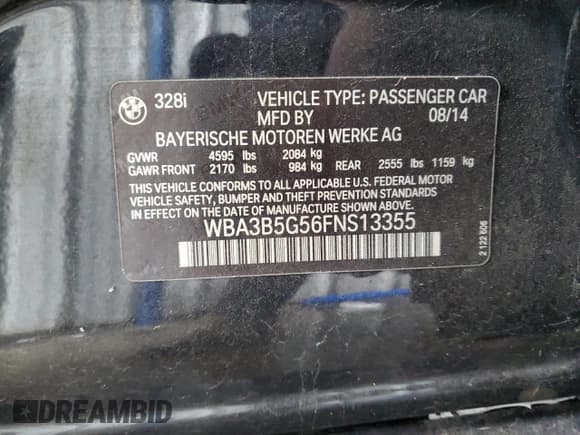 BMW
328i VEHICLE TYPE: PASSENGER CAR
MFD BY 08/14
BAYERISCHE MOTOREN WERKE AG
GVWR 4595 lbs 2084 kg
GAWR FRONT 2170 lbs 984 kg REAR 2555 lbs 1159 kg
THIS VEHICLE CONFORMS TO ALL APPLICABLE U.S. FEDERAL MOTOR
VEHICLE SAFETY, BUMPER AND THEFT PREVENTION STANDARDS
IN EFFECT ON THE DATE OF MANUFACTURE SHOWN ABOVE.
WBA3B5G56FNS13355
2 122 606
DREAMBID